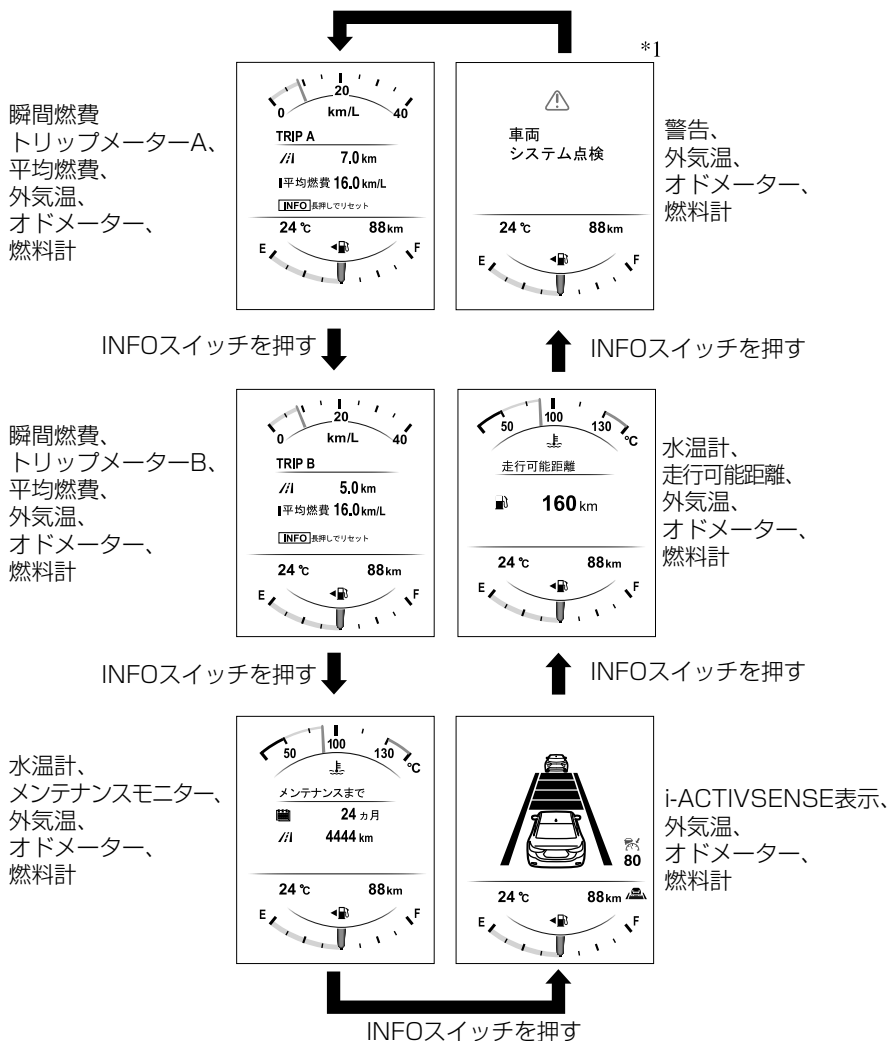 *1
瞬間燃費
トリップメーターA、
平均燃費、
外気温、
オドメーター、
燃料計
0 20 40
km/L
TRIP A
7.0 km
平均燃費 16.0 km/L
INFO 長押しでリセット
24 ℃ 88 km
E F
車両
システム点検
24 ℃ 88 km
E F
警告、
外気温、
オドメーター、
燃料計
INFOスイッチを押す
INFOスイッチを押す
瞬間燃費、
トリップメーターB、
平均燃費、
外気温、
オドメーター、
燃料計
0 20 40
km/L
TRIP B
5.0 km
平均燃費 16.0 km/L
INFO 長押しでリセット
24 ℃ 88 km
E F
50 100 130 ℃
走行可能距離
160 km
24 ℃ 88 km
E F
水温計、
走行可能距離、
外気温、
オドメーター、
燃料計
INFOスイッチを押す
INFOスイッチを押す
水温計、
メンテナンスモニター、
外気温、
オドメーター、
燃料計
50 100 130 ℃
メンテナンスまで
24 ヵ月
4444 km
24 ℃ 88 km
E F
80
24 ℃ 88 km
E F
i-ACTIVSENSE表示、
外気温、
オドメーター、
燃料計
INFOスイッチを押す